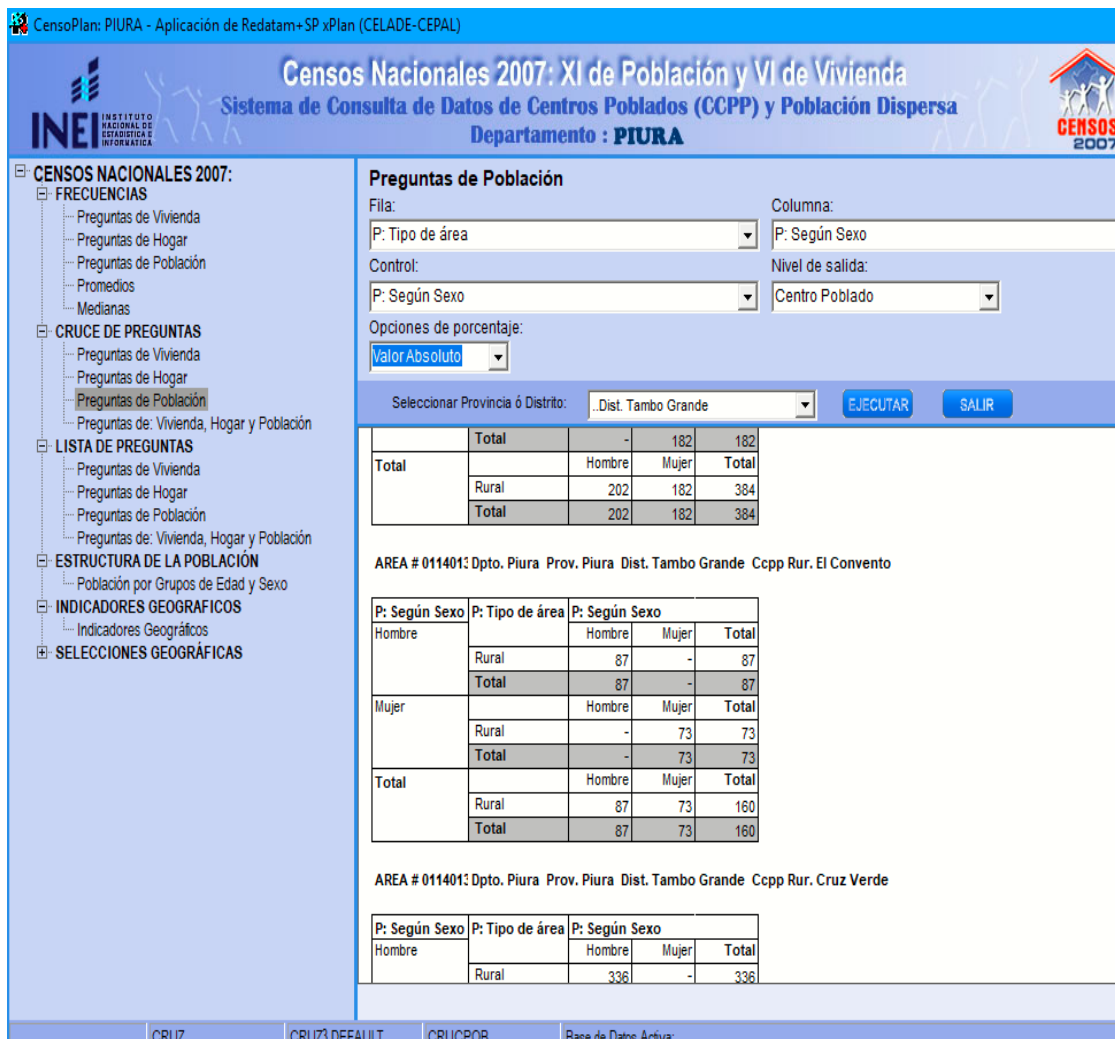 CensoPlan: PIURA - Aplicación de Redatam+SP xPlan (CELADE-CEPAL)
INEI INSTITUTO NACIONAL DE ESTADISTICA E INFORMATICA
Censos Nacionales 2007: XI de Población y VI de Vivienda
Sistema de Consulta de Datos de Centros Poblados (CCPP) y Población Dispersa
Departamento : PIURA
CENSOS
2007
CENSOS NACIONALES 2007:
FRECUENCIAS
Preguntas de Vivienda
Preguntas de Hogar
Preguntas de Población
Promedios
Medianas
CRUCE DE PREGUNTAS
Preguntas de Vivienda
Preguntas de Hogar
Preguntas de Población
Preguntas de: Vivienda, Hogar y Población
LISTA DE PREGUNTAS
Preguntas de Vivienda
Preguntas de Hogar
Preguntas de Población
Preguntas de: Vivienda, Hogar y Población
ESTRUCTURA DE LA POBLACIÓN
Población por Grupos de Edad y Sexo
INDICADORES GEOGRAFICOS
Indicadores Geográficos
SELECCIONES GEOGRÁFICAS
Preguntas de Población
Fila: Columna:
P: Tipo de área P: Según Sexo
Control: Nivel de salida:
P: Según Sexo Centro Poblado
Opciones de porcentaje:
Valor Absoluto
Seleccionar Provincia ó Distrito: ..Dist. Tambo Grande EJECUTAR SALIR
Total - 182 182
Total Hombre Mujer Total
Rural 202 182 384
Total 202 182 384
AREA # 011401 Dpto. Piura Prov. Piura Dist. Tambo Grande Ccpp Rur. El Convento
P: Según Sexo P: Tipo de área P: Según Sexo
Hombre Hombre Mujer Total
Rural 87 - 87
Total 87 - 87
Mujer Hombre Mujer Total
Rural - 73 73
Total - 73 73
Total Hombre Mujer Total
Rural 87 73 160
Total 87 73 160
AREA # 011401 Dpto. Piura Prov. Piura Dist. Tambo Grande Ccpp Rur. Cruz Verde
P: Según Sexo P: Tipo de área P: Según Sexo
Hombre Hombre Mujer Total
Rural 336 - 336
CRUZ CRUZ3.DEFAULT CRUCPOB Base de Datos Activa: